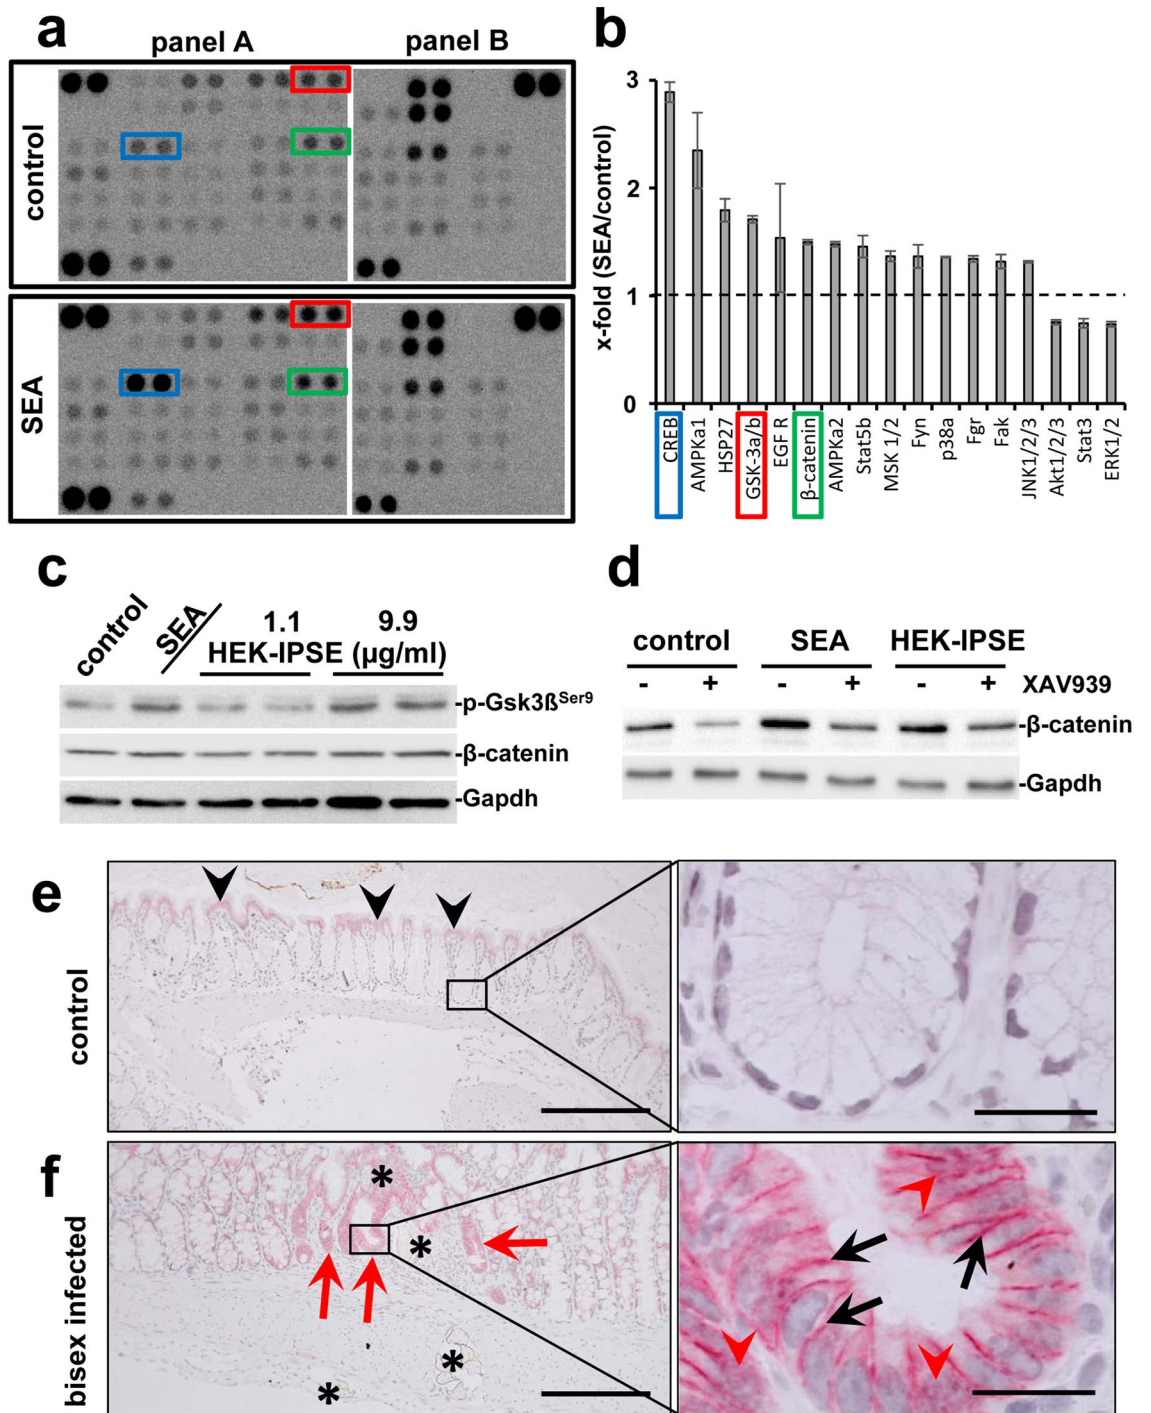 a
panel A
panel B
control
SEA
b
x-fold (SEA/control)
3
2
1
0
CREB
AMPKa1
HSP27
GSK-3a/b
EGF R
β-catenin
AMPKa2
Stat5b
MSK 1/2
Fyn
p38a
Fgr
Fak
JNK1/2/3
Akt1/2/3
Stat3
ERK1/2
c
control
SEA
1.1
9.9
HEK-IPSE (µg/ml)
-p-Gsk3ßSer9
-β-catenin
-Gapdh
d
control SEA HEK-IPSE
- + - + - + XAV939
-β-catenin
-Gapdh
e
control
f
bisex infected
* * * *